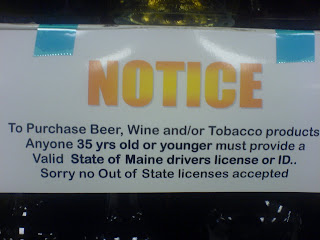 NOTICE
To Purchase Beer, Wine and/or Tobacco products
Anyone 35 yrs old or younger must provide a
Valid State of Maine drivers license or ID..
Sorry no Out of State licenses accepted